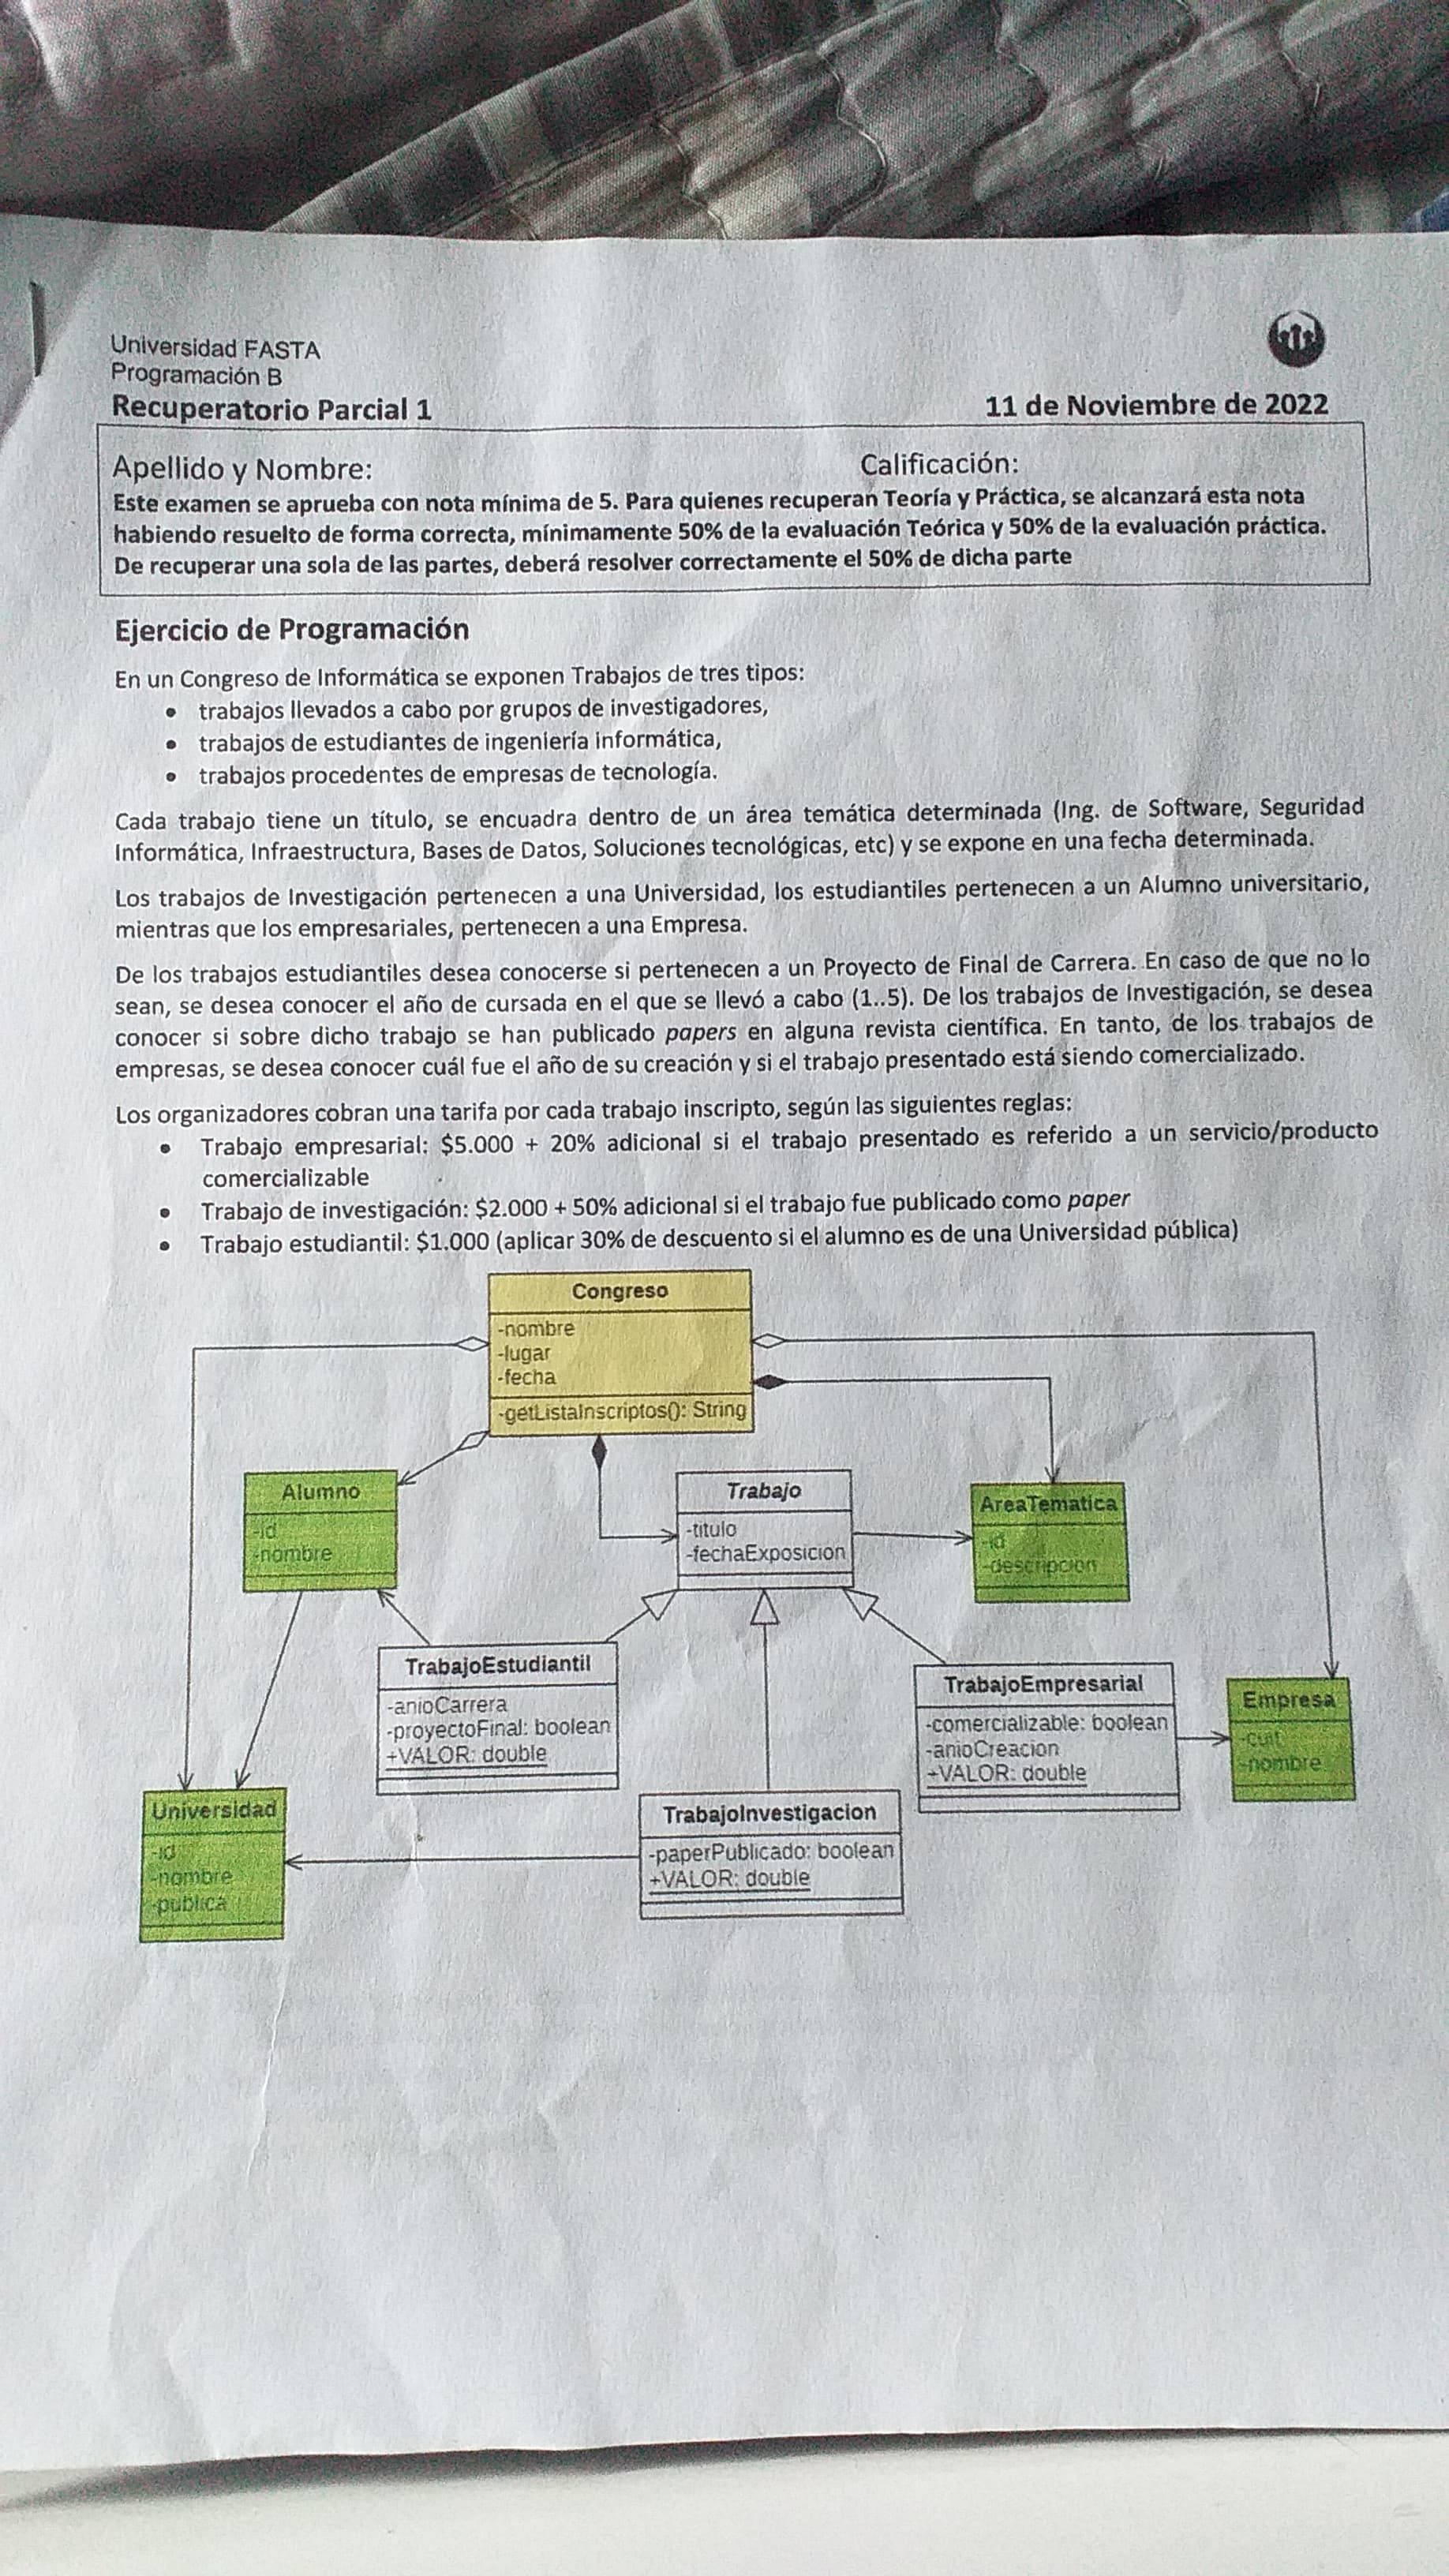 Universidad FASTA
Programación B
Recuperatorio Parcial 1 11 de Noviembre de 2022
Apellido y Nombre: Calificación:
Este examen se aprueba con nota mínima de 5. Para quienes recuperan Teoría y Práctica, se alcanzará esta nota
habiendo resuelto de forma correcta, mínimamente 50% de la evaluación Teórica y 50% de la evaluación práctica.
De recuperar una sola de las partes, deberá resolver correctamente el 50% de dicha parte
Ejercicio de Programación
En un Congreso de Informática se exponen Trabajos de tres tipos:
• trabajos llevados a cabo por grupos de investigadores,
• trabajos de estudiantes de ingeniería informática,
• trabajos procedentes de empresas de tecnología.
Cada trabajo tiene un título, se encuadra dentro de un área temática determinada (Ing. de Software, Seguridad
Informática, Infraestructura, Bases de Datos, Soluciones tecnológicas, etc) y se expone en una fecha determinada.
Los trabajos de Investigación pertenecen a una Universidad, los estudiantiles pertenecen a un Alumno universitario,
mientras que los empresariales, pertenecen a una Empresa.
De los trabajos estudiantiles desea conocerse si pertenecen a un Proyecto de Final de Carrera. En caso de que no lo
sean, se desea conocer el año de cursada en el que se llevó a cabo (1..5). De los trabajos de Investigación, se desea
conocer si sobre dicho trabajo se han publicado papers en alguna revista científica. En tanto, de los trabajos de
empresas, se desea conocer cuál fue el año de su creación y si el trabajo presentado está siendo comercializado.
Los organizadores cobran una tarifa por cada trabajo inscripto, según las siguientes reglas:
• Trabajo empresarial: $5.000 + 20% adicional si el trabajo presentado es referido a un servicio/producto
comercializable
• Trabajo de investigación: $2.000 + 50% adicional si el trabajo fue publicado como paper
• Trabajo estudiantil: $1.000 (aplicar 30% de descuento si el alumno es de una Universidad pública)
Congreso
-nombre
-lugar
-fecha
-getListaInscriptos(): String
Alumno
-id
-nombre
Trabajo
-titulo
-fechaExposicion
AreaTematica
-id
-descripcion
TrabajoEstudiantil
-anioCarrera
-proyectoFinal: boolean
+VALOR: double
TrabajoEmpresarial
-comercializable: boolean
-anioCreacion
+VALOR: double
Empresa
-cuit
-nombre
Universidad
-id
-nombre
-publica
TrabajoInvestigacion
-paperPublicado: boolean
+VALOR: double